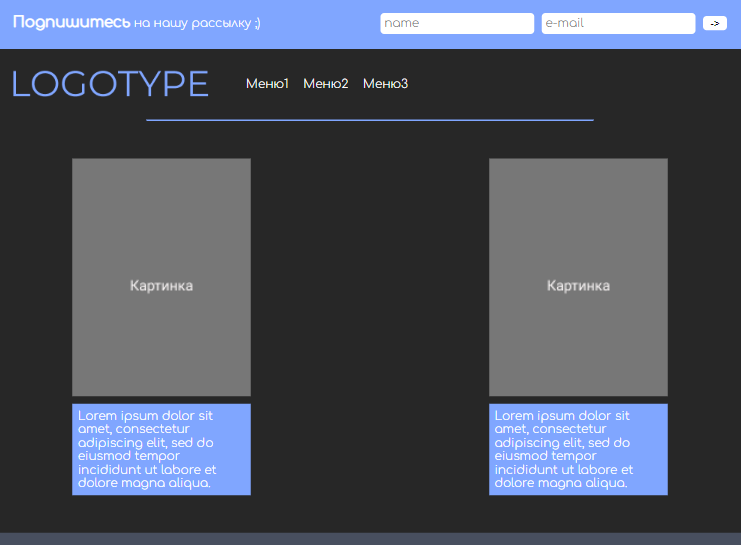 Подпишитесь на нашу рассылку ;)
name
e-mail
->
LOGOTYPE
Меню1 Меню2 Меню3
Картинка
Lorem ipsum dolor sit
amet, consectetur
adipiscing elit, sed do
eiusmod tempor
incididunt ut labore et
dolore magna aliqua.
Картинка
Lorem ipsum dolor sit
amet, consectetur
adipiscing elit, sed do
eiusmod tempor
incididunt ut labore et
dolore magna aliqua.